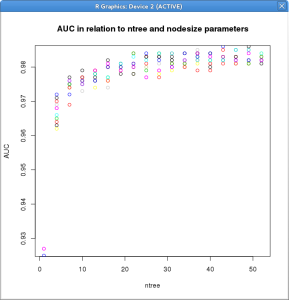 R Graphics: Device 2 (ACTIVE)
AUC in relation to ntree and nodesize parameters
AUC
0.98
0.97
0.96
0.95
0.94
0.93
0 10 20 30 40 50
ntree